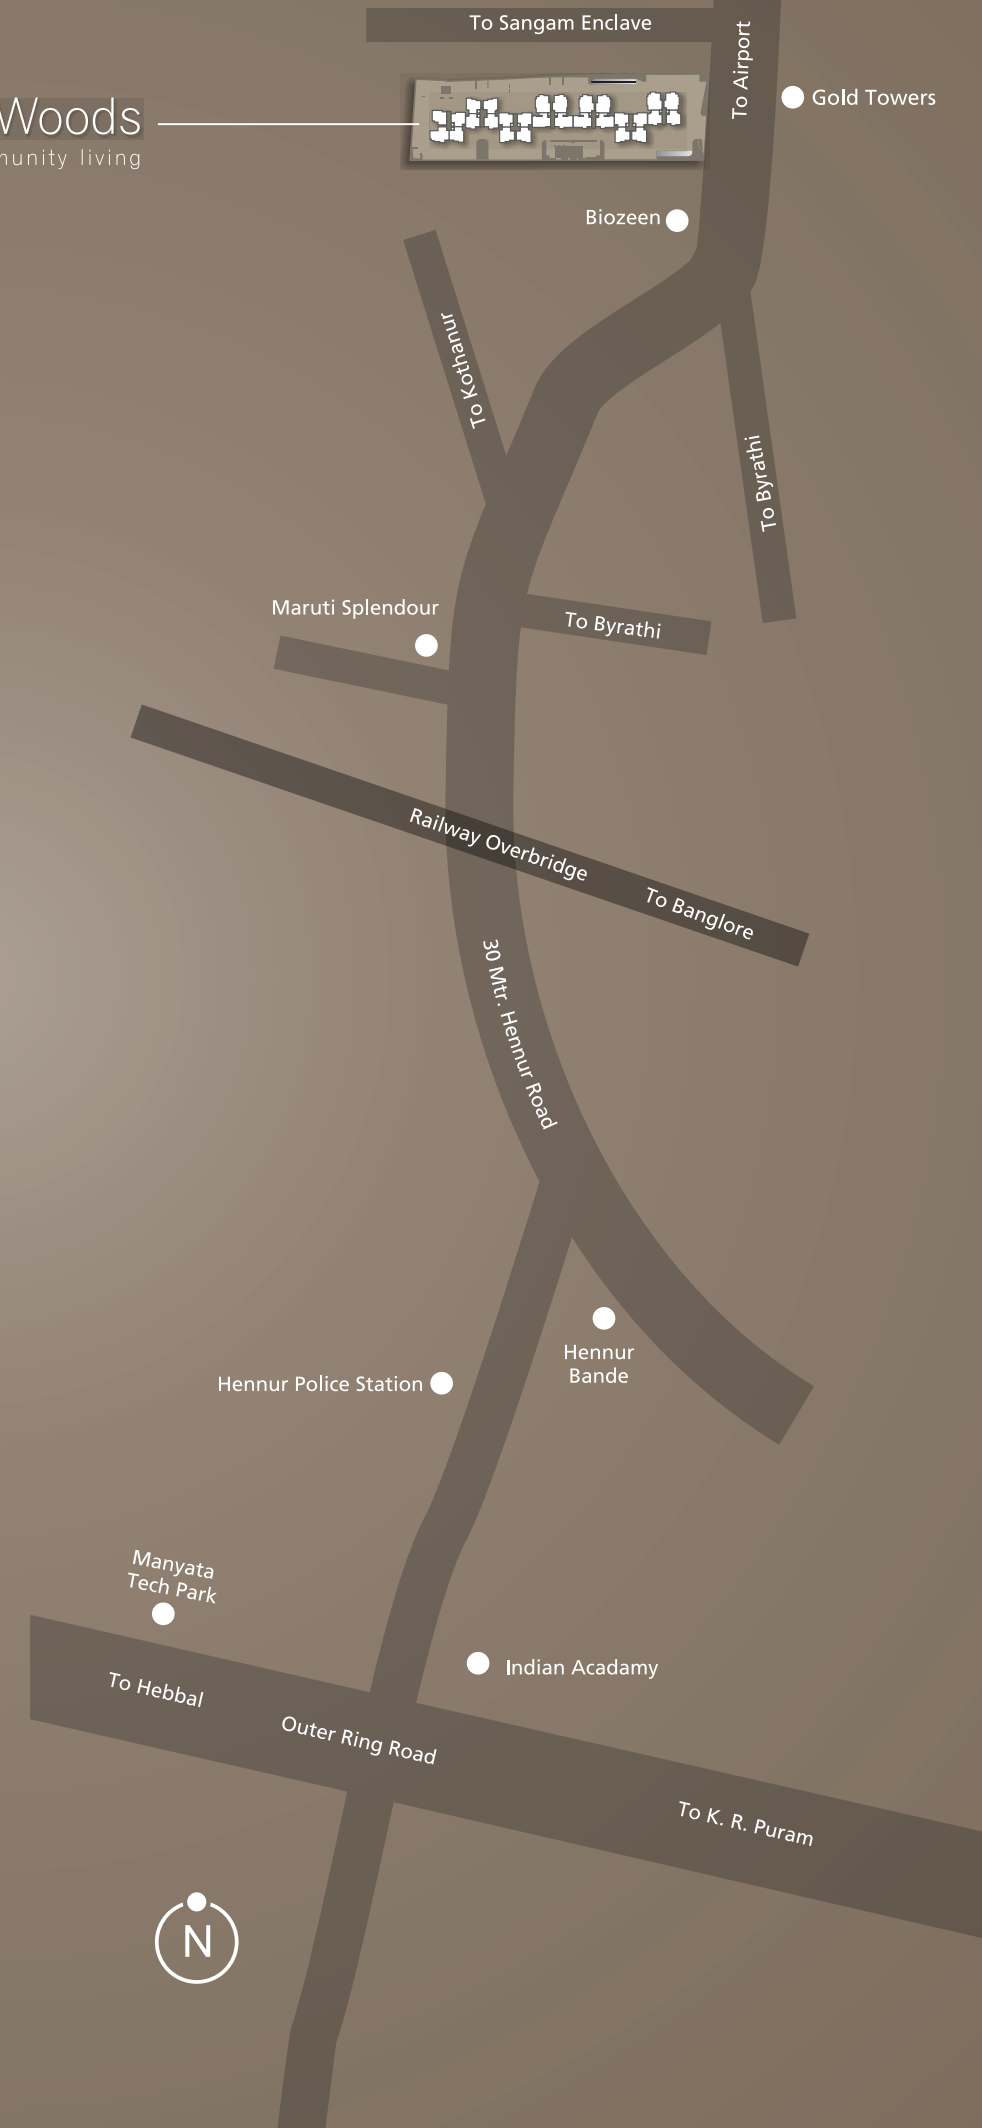 To Sangam Enclave
To Airport
Gold Towers
Woods
living
Biozeen
To Kothanur
To Byrathi
Maruti Splendour
To Byrathi
Railway Overbridge
To Banglore
30 Mtr. Hennur Road
Hennur
Bande
Hennur Police Station
Manyata
Tech Park
Indian Acadamy
To Hebbal
Outer Ring Road
To K. R. Puram
N